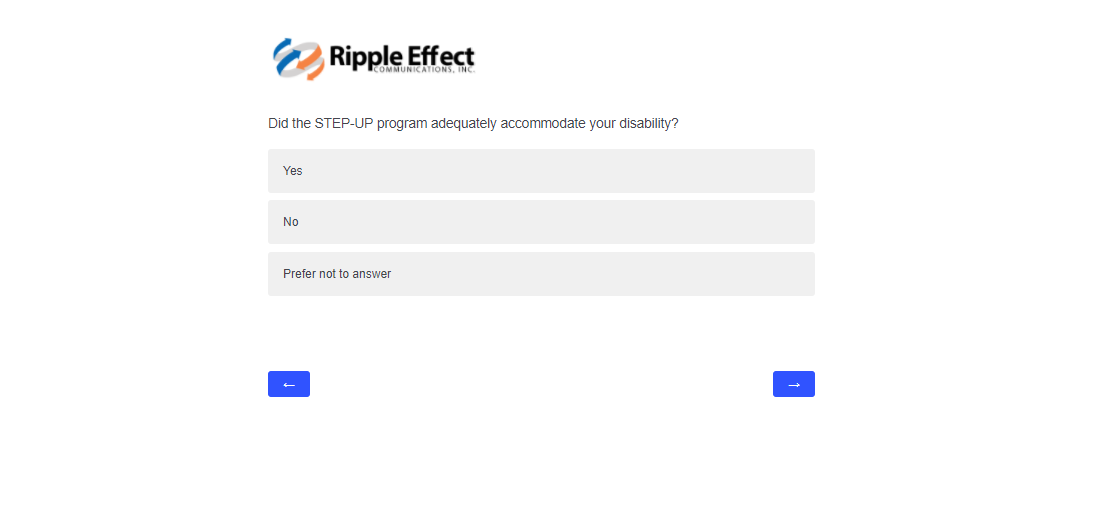 Ripple Effect
COMMUNICATIONS, INC.
Did the STEP-UP program adequately accommodate your disability?
Yes
No
Prefer not to answer
← →